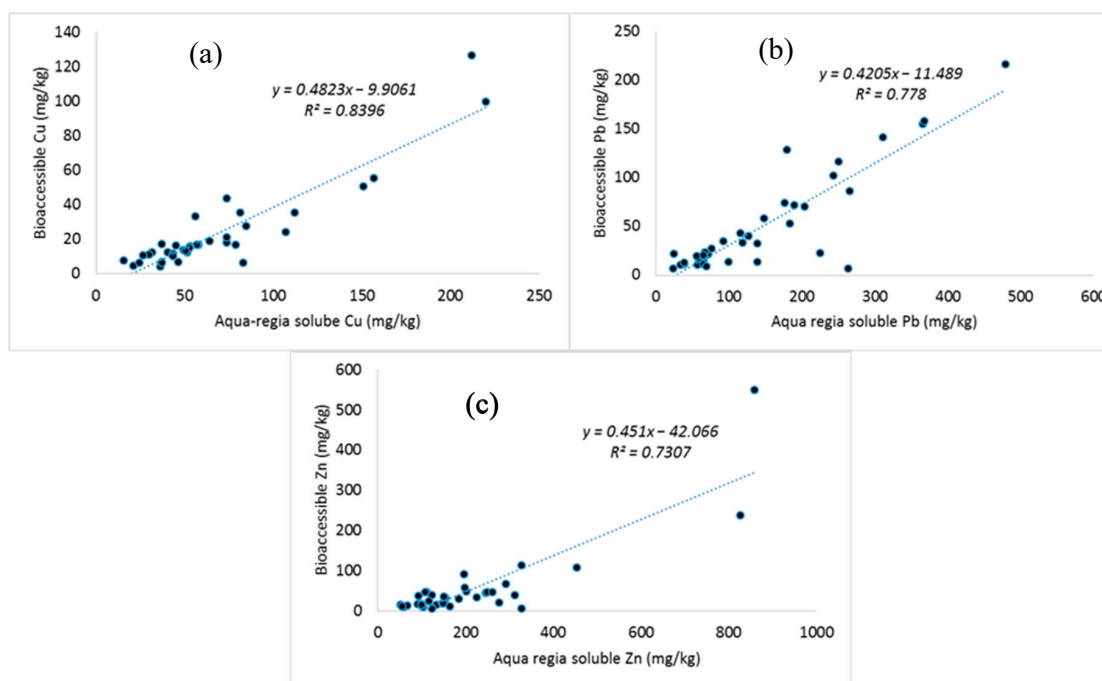 (a)
140
120
100
80
60
40
20
0
Bioaccessible Cu (mg/kg)
y = 0.4823x − 9.9061
R² = 0.8396
0 50 100 150 200 250
Aqua-regia solube Cu (mg/kg)
(b)
250
200
150
100
50
0
Bioaccessible Pb (mg/kg)
y = 0.4205x − 11.489
R² = 0.778
0 100 200 300 400 500 600
Aqua regia soluble Pb (mg/kg)
(c)
600
500
400
300
200
100
0
Bioaccessible Zn (mg/kg)
y = 0.451x − 42.066
R² = 0.7307
0 200 400 600 800 1000
Aqua regia soluble Zn (mg/kg)